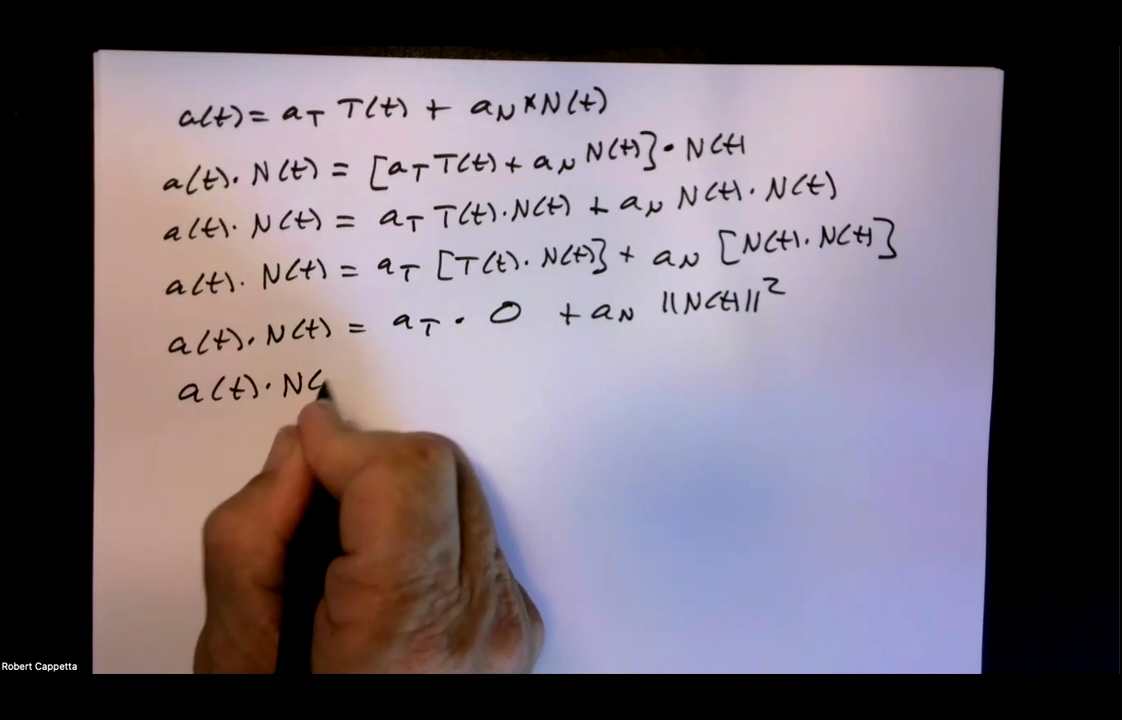 a(t) = a_T T(t) + a_N * N(t)
a(t) · N(t) = [a_T T(t) + a_N N(t)] · N(t)
a(t) · N(t) = a_T T(t) · N(t) + a_N N(t) · N(t)
a(t) · N(t) = a_T [T(t) · N(t)] + a_N [N(t) · N(t)]
a(t) · N(t) = a_T · 0 + a_N ||N(t)||²
a(t) · N(
Robert Cappetta